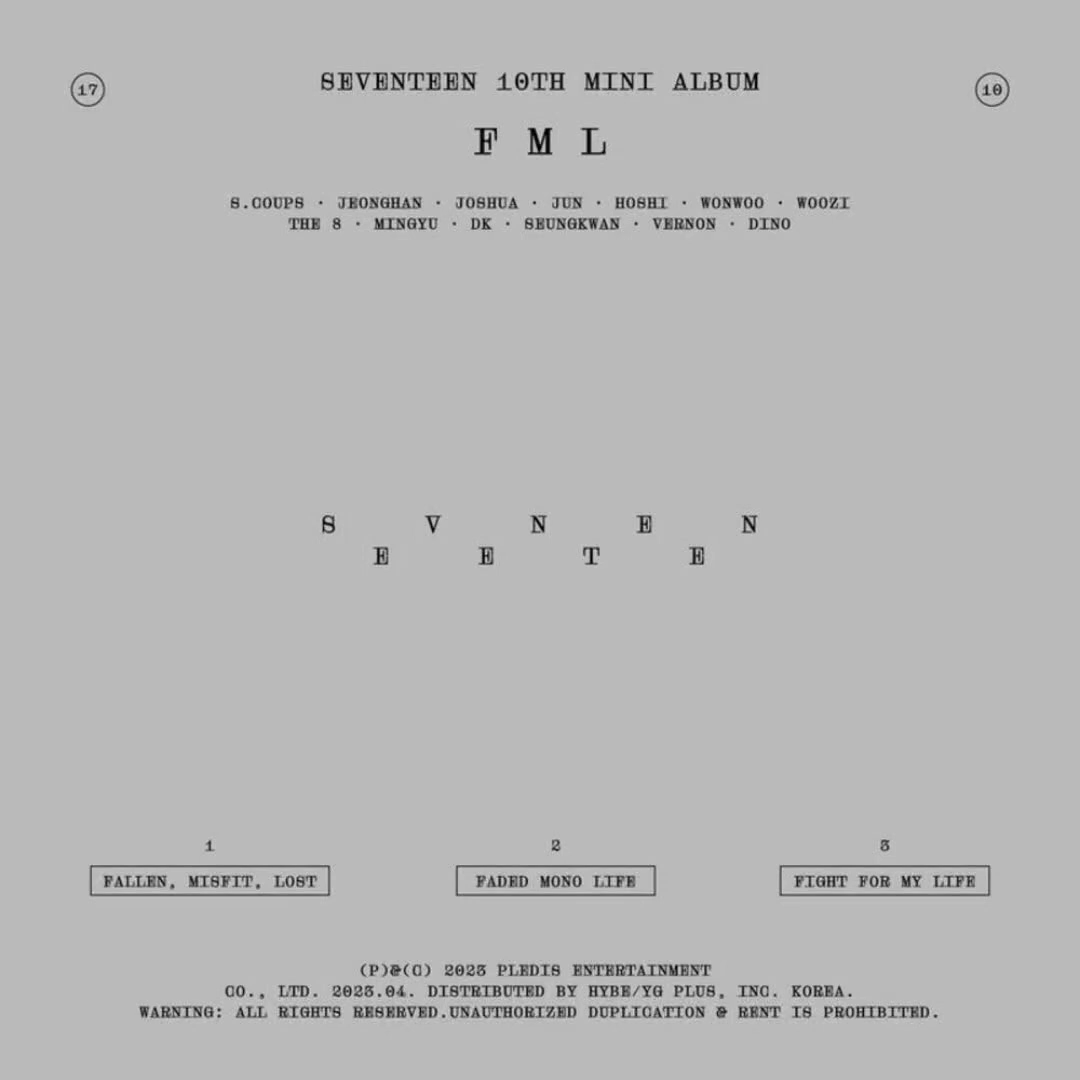 17
SEVENTEEN 10TH MINI ALBUM
10
F M L
S.COUPS · JEONGHAN · JOSHUA · JUN · HOSHI · WONWOO · WOOZI
THE 8 · MINGYU · DK · SEUNGKWAN · VERNON · DINO
S V N E N
E E T E
1
2
3
FALLEN, MISFIT, LOST
FADED MONO LIFE
FIGHT FOR MY LIFE
(P)&(C) 2023 PLEDIS ENTERTAINMENT
CO., LTD. 2023.04. DISTRIBUTED BY HYBE/YG PLUS, INC. KOREA.
WARNING: ALL RIGHTS RESERVED.UNAUTHORIZED DUPLICATION & RENT IS PROHIBITED.